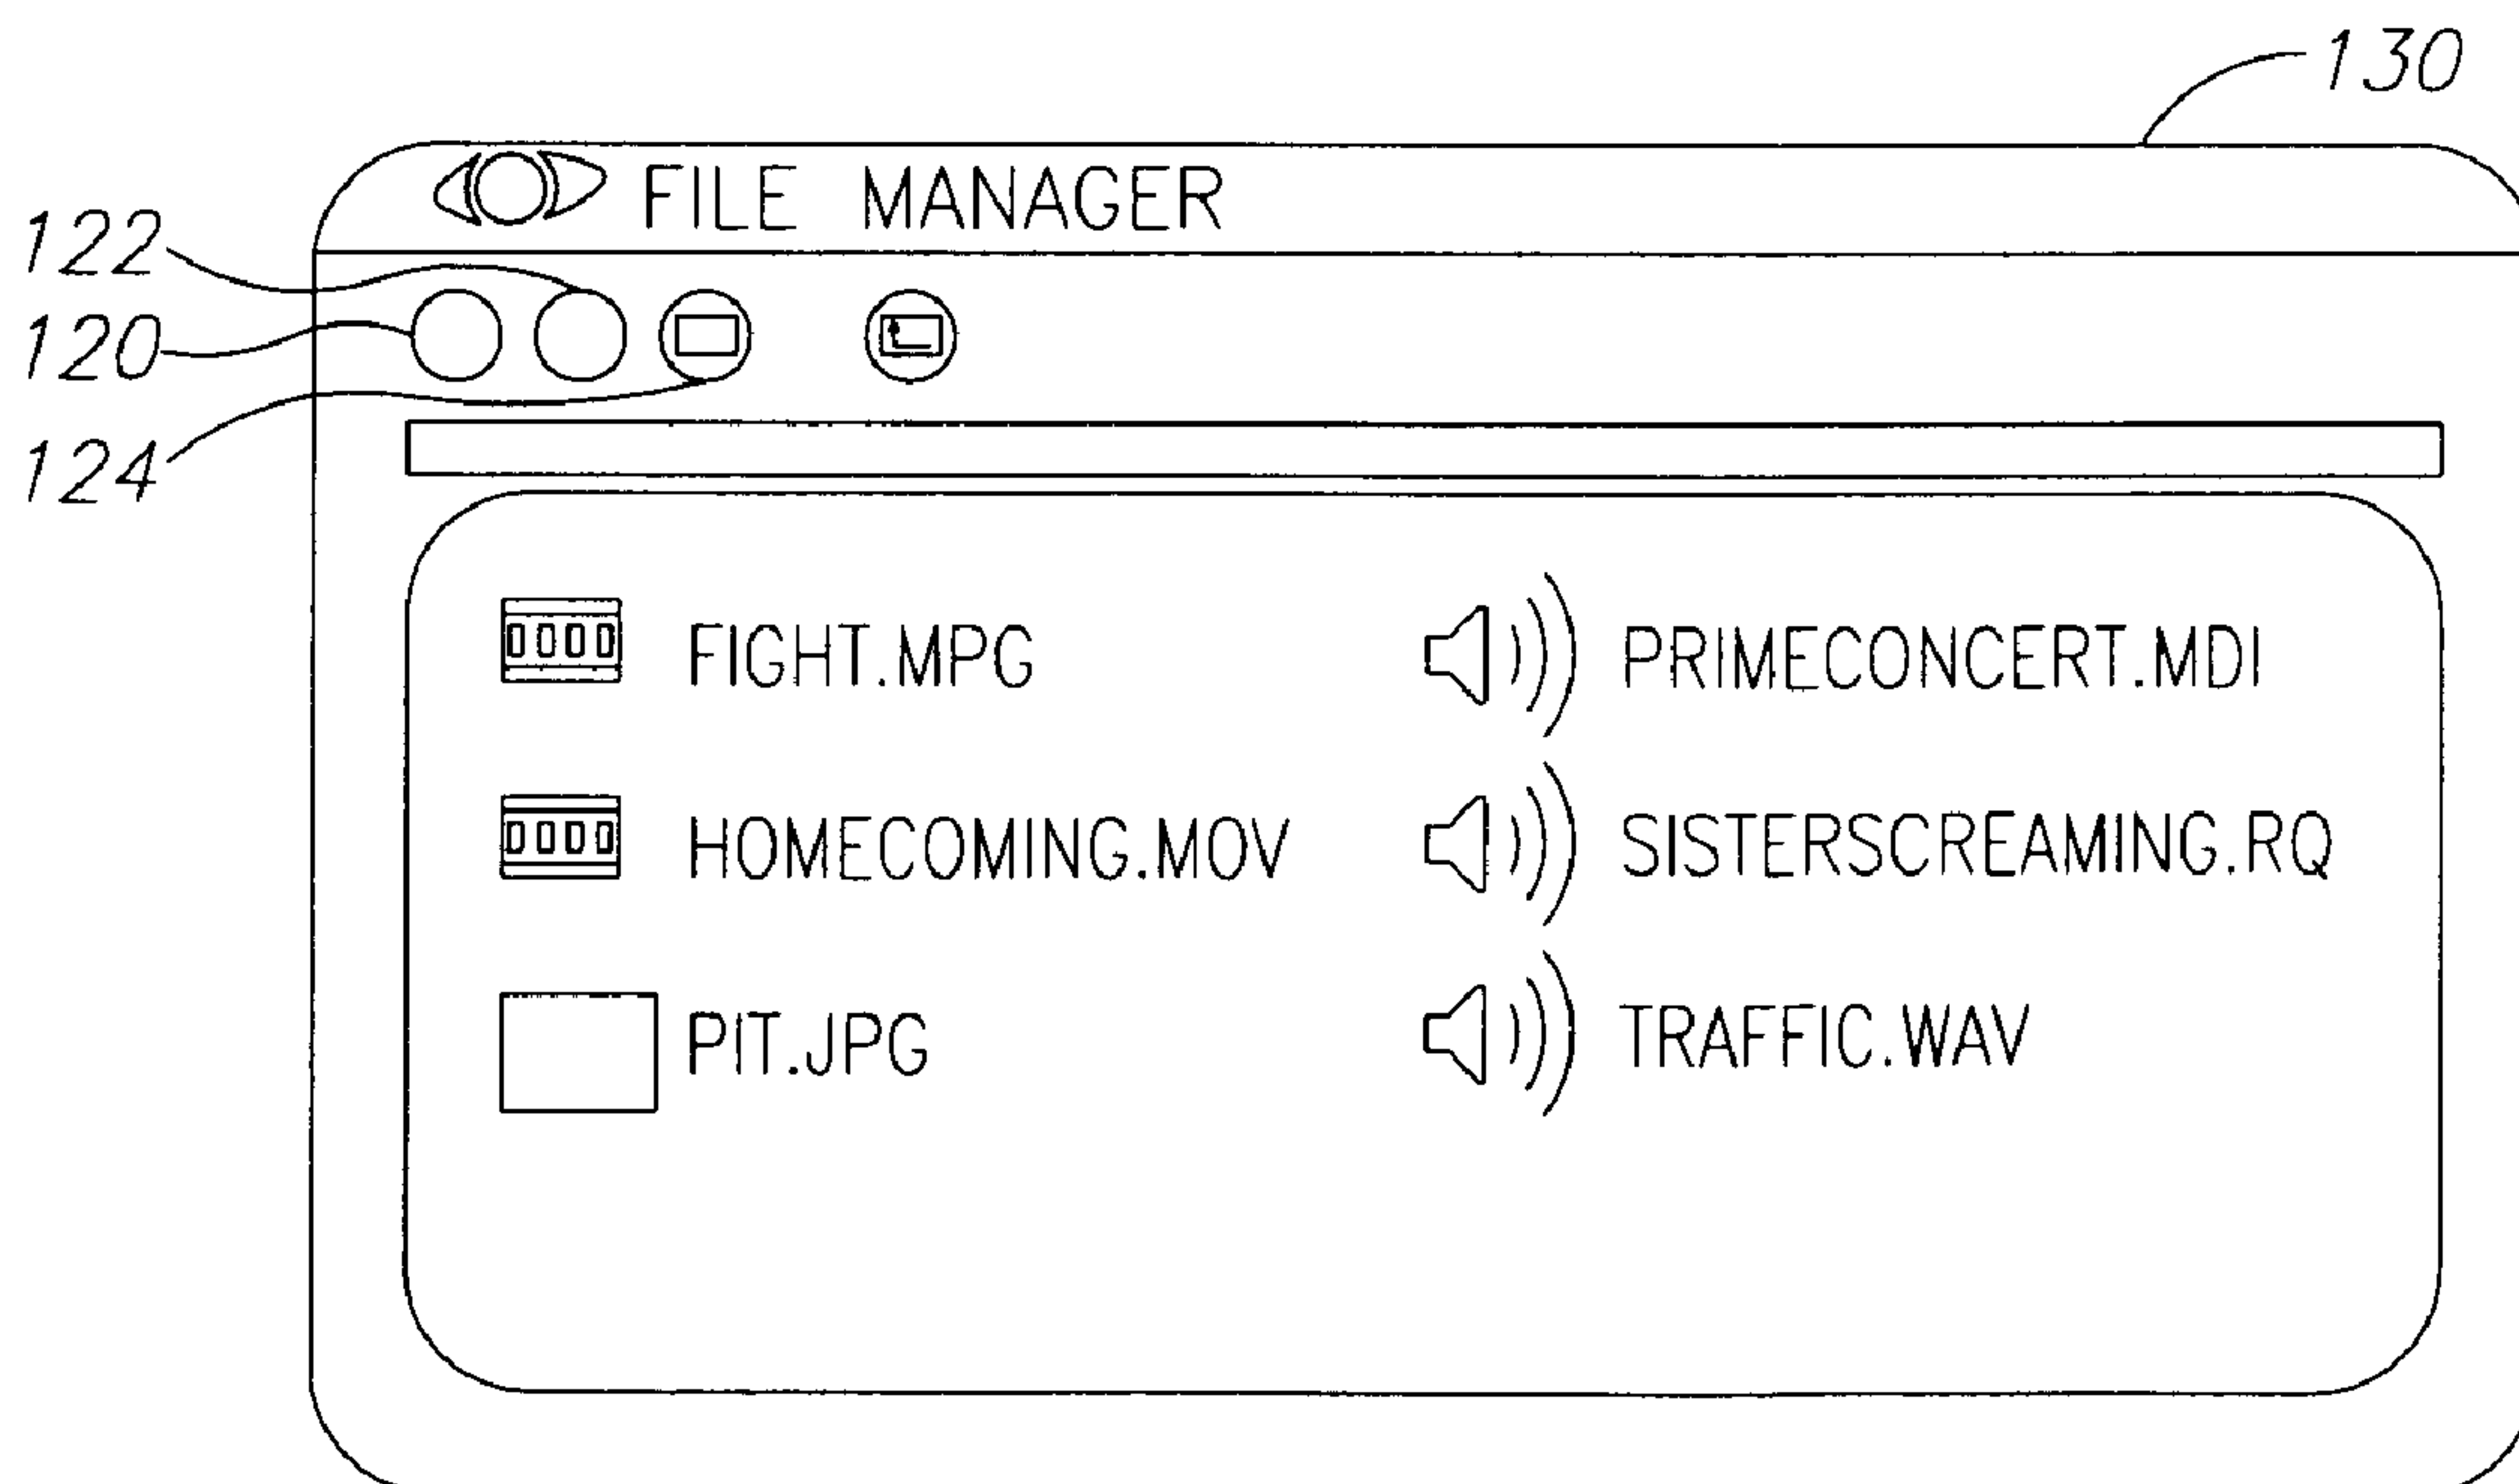 130
FILE MANAGER
122
120
124
FIGHT.MPG
PRIMECONCERT.MDI
HOMECOMING.MOV
SISTERSCREAMING.RQ
PIT.JPG
TRAFFIC.WAV